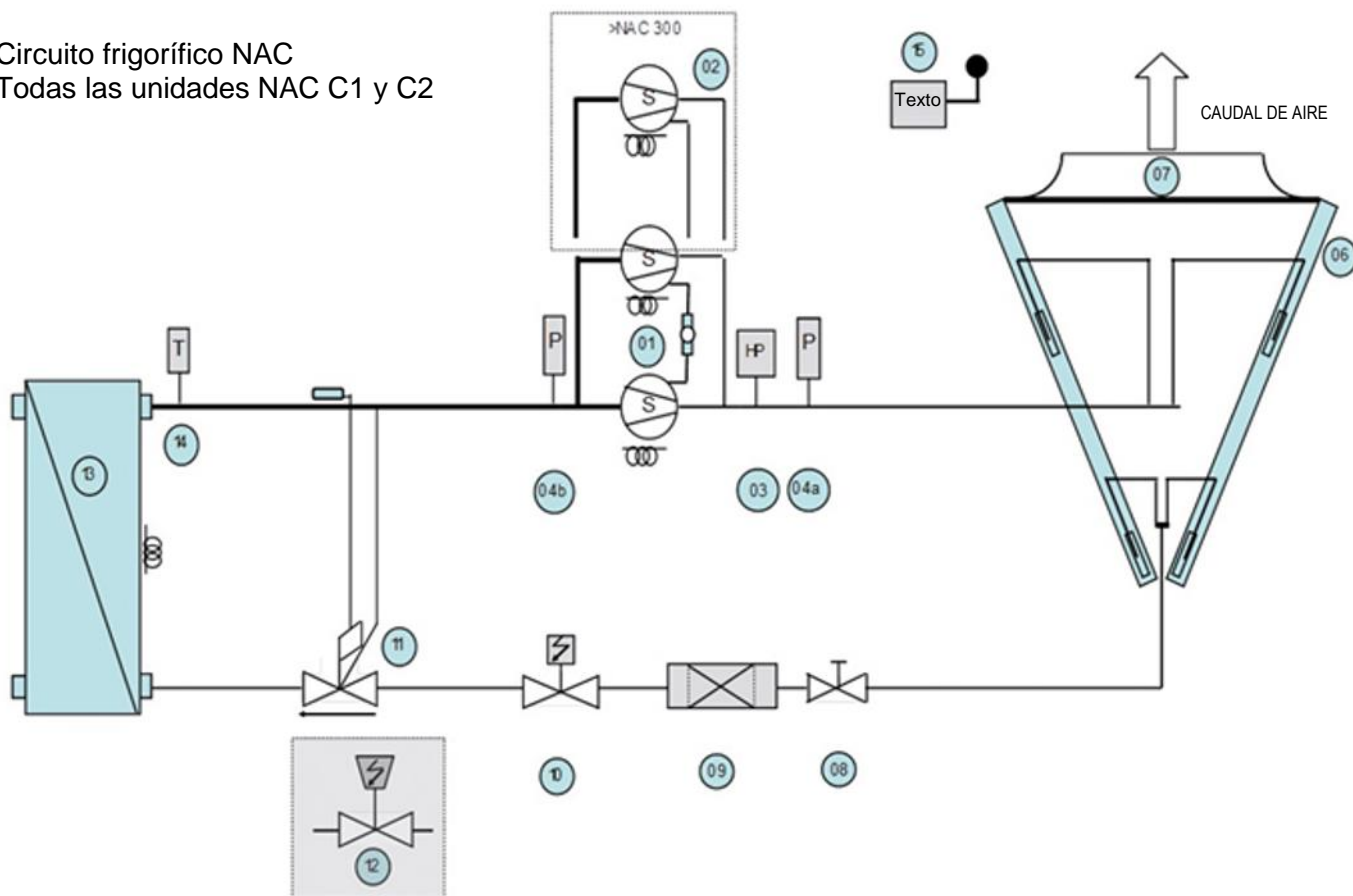 Circuito frigorífico NAC
Todas las unidades NAC C1 y C2
>NAC 300
02
15
Texto
CAUDAL DE AIRE
S
07
06
S
T
P
01
HP
P
S
13
14
04b
03
04a
11
10
09
08
12